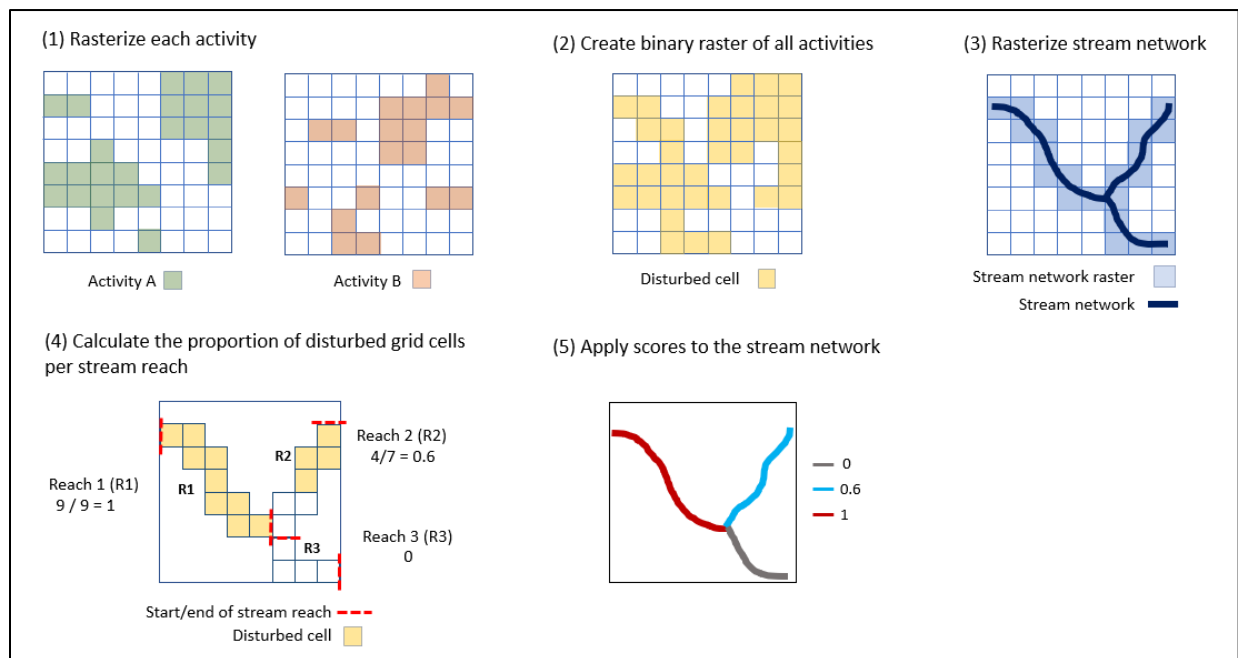 (1) Rasterize each activity
(2) Create binary raster of all activities
(3) Rasterize stream network
Activity A
Activity B
Disturbed cell
Stream network raster
Stream network
(4) Calculate the proportion of disturbed grid cells
per stream reach
Reach 1 (R1)
9 / 9 = 1
R1
R2
R3
Reach 2 (R2)
4/7 = 0.6
Reach 3 (R3)
0
Start/end of stream reach
Disturbed cell
(5) Apply scores to the stream network
0
0.6
1